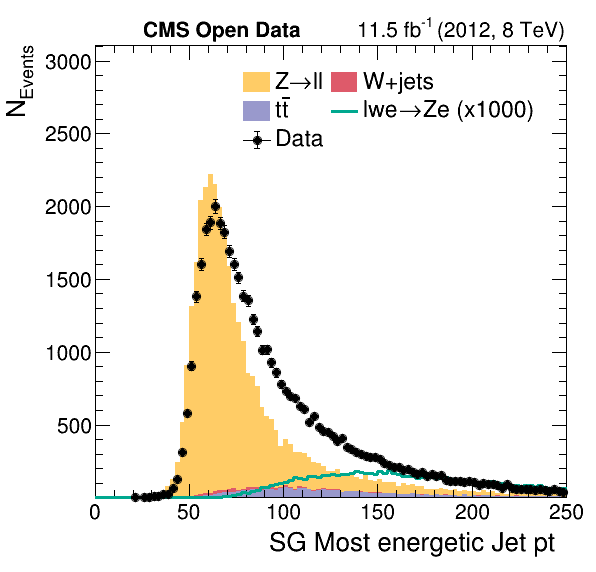 CMS Open Data 11.5 fb⁻¹ (2012, 8 TeV)
N_Events
3000
2500
2000
1500
1000
500
Z→ll W+jets
tt̄ lwe→Ze (x1000)
Data
0 50 100 150 200 250
SG Most energetic Jet pt